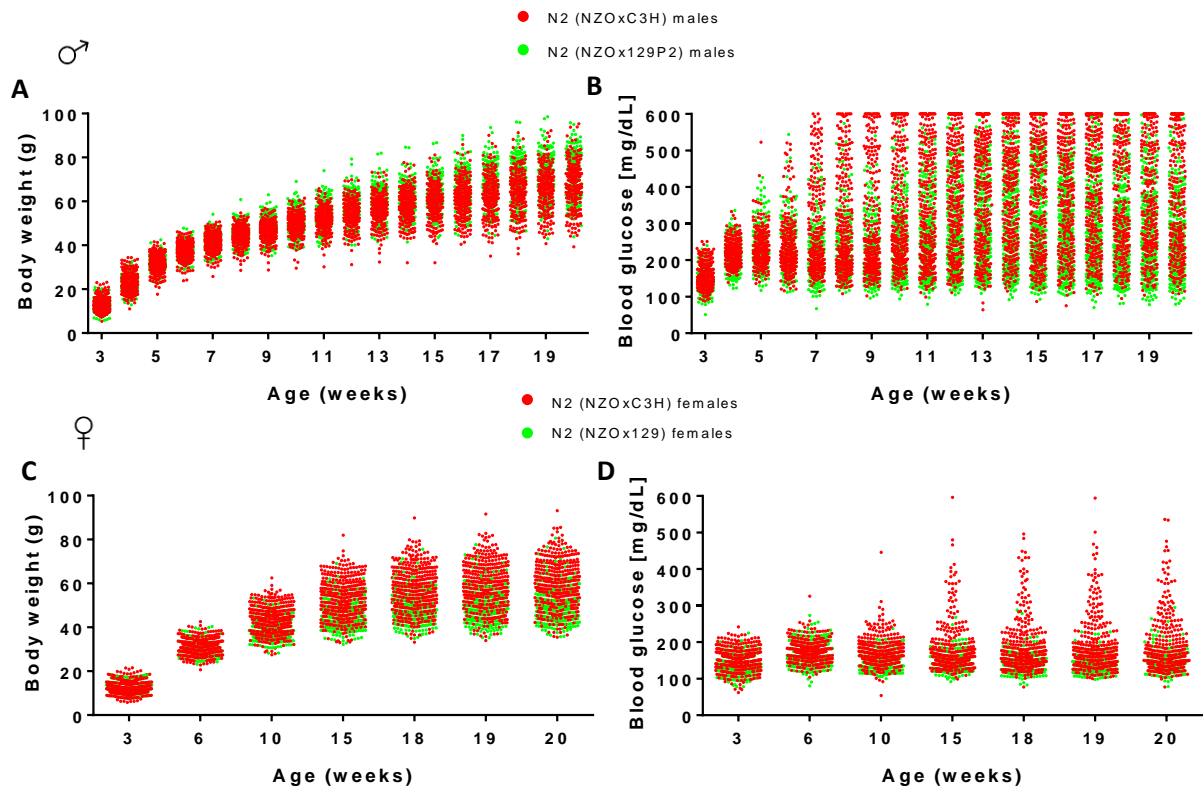 N2 (NZOxC3H) males
♂
N2 (NZOx129P2) males
A
B
Body weight (g)
100
80
60
40
20
0
3 5 7 9 11 13 15 17 19
Age (weeks)
Blood glucose [mg/dL]
600
500
400
300
200
100
0
3 5 7 9 11 13 15 17 19
Age (weeks)
N2 (NZOxC3H) females
♀
N2 (NZOx129) females
C
D
Body weight (g)
100
80
60
40
20
0
3 6 10 15 18 19 20
Age (weeks)
Blood glucose [mg/dL]
600
500
400
300
200
100
0
3 6 10 15 18 19 20
Age (weeks)